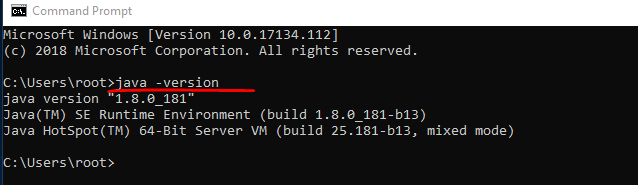 Command Prompt
Microsoft Windows [Version 10.0.17134.112]
(c) 2018 Microsoft Corporation. All rights reserved.
C:\Users\root>java -version
java version "1.8.0_181"
Java(TM) SE Runtime Environment (build 1.8.0_181-b13)
Java HotSpot(TM) 64-Bit Server VM (build 25.181-b13, mixed mode)
C:\Users\root>